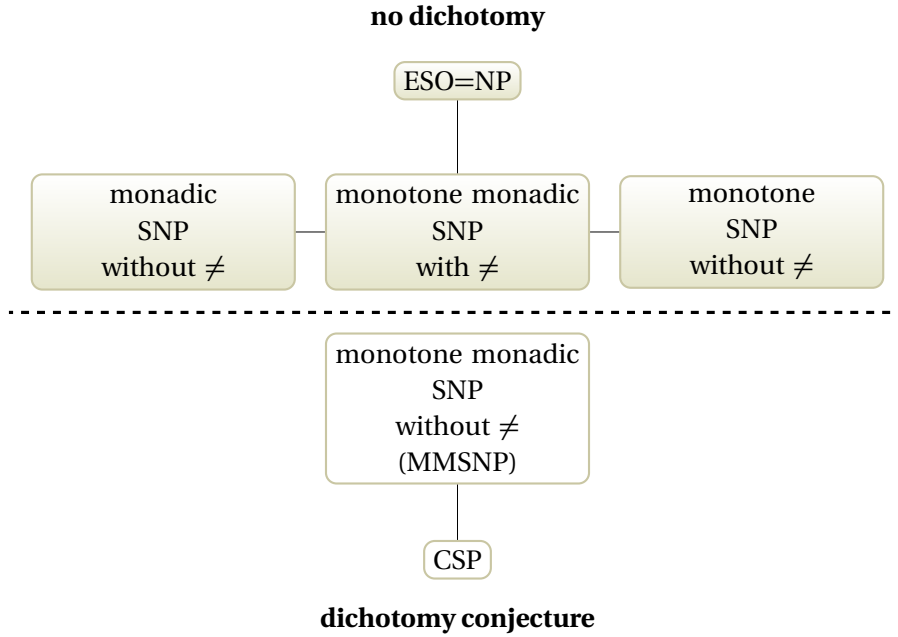 no dichotomy
ESO=NP
monadic
SNP
without ≠
monotone monadic
SNP
with ≠
monotone
SNP
without ≠
monotone monadic
SNP
without ≠
(MMSNP)
CSP
dichotomy conjecture